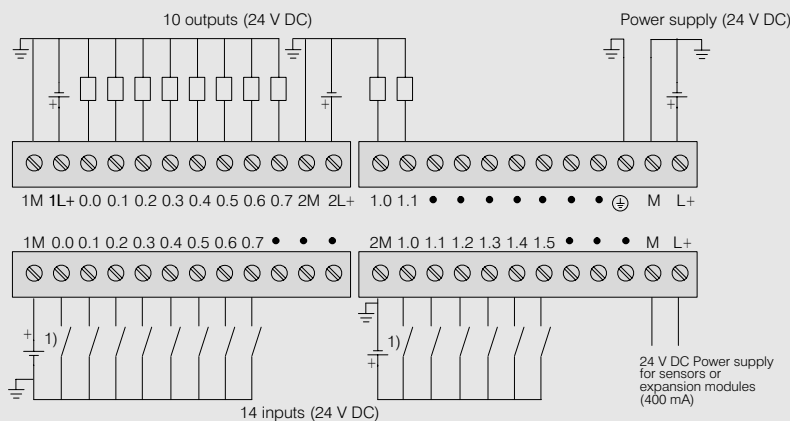 10 outputs (24 V DC)
Power supply (24 V DC)
+
+
+
1M 1L+ 0.0 0.1 0.2 0.3 0.4 0.5 0.6 0.7 2M 2L+
1.0 1.1 • • • • • • • M L+
1M 0.0 0.1 0.2 0.3 0.4 0.5 0.6 0.7 • • •
2M 1.0 1.1 1.2 1.3 1.4 1.5 • • • M L+
+
1)
1)
+
24 V DC Power supply
for sensors or
expansion modules
(400 mA)
14 inputs (24 V DC)